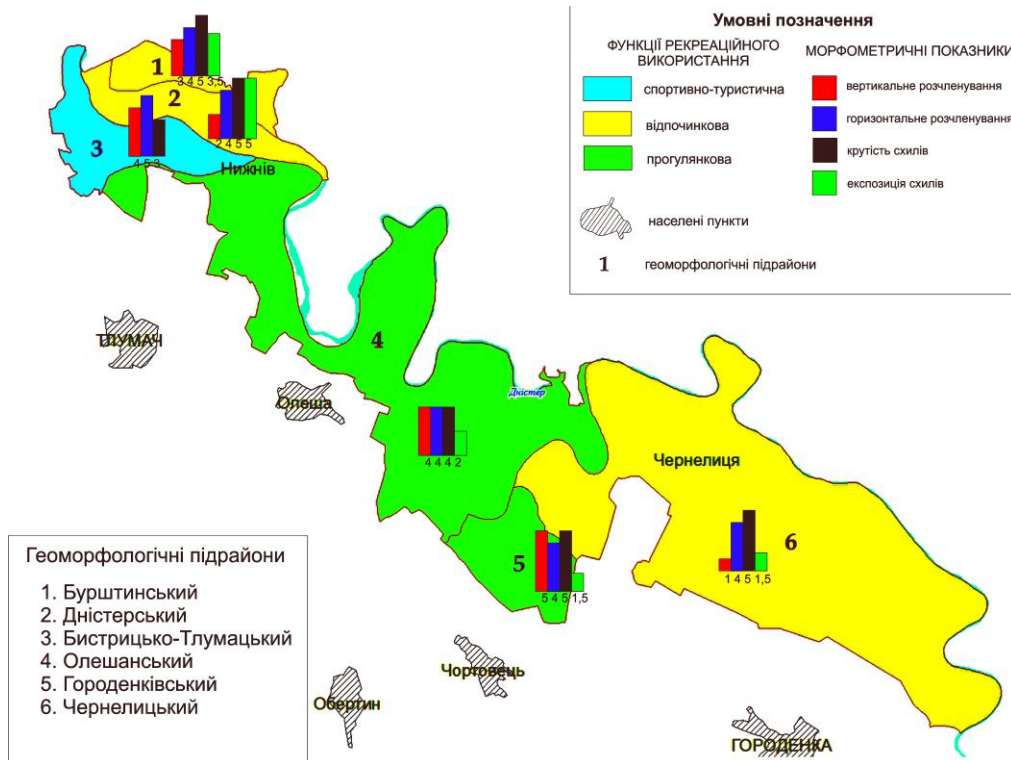 Умовні позначення
ФУНКЦІЇ РЕКРЕАЦІЙНОГО
ВИКОРИСТАННЯ
спортивно-туристична
відпочинкова
прогулянкова
населені пункти
1 геоморфологічні підрайони
МОРФОМЕТРИЧНІ ПОКАЗНИКИ
вертикальне розчленування
горизонтальне розчленування
крутість схилів
експозиція схилів
1
3 4 5 3,5
2
2 4 5 5
3
4 5 3
Нижнів
4
ТЛУМАЧ
Олеша
Дністер
4 4 4 2
Чернелиця
5
5 4 5 1,5
6
1 4 5 1,5
Чортовець
Обертин
ГОРОДЕНКА
Геоморфологічні підрайони
1. Бурштинський
2. Дністерський
3. Бистрицько-Тлумацький
4. Олешанський
5. Городенківський
6. Чернелицький